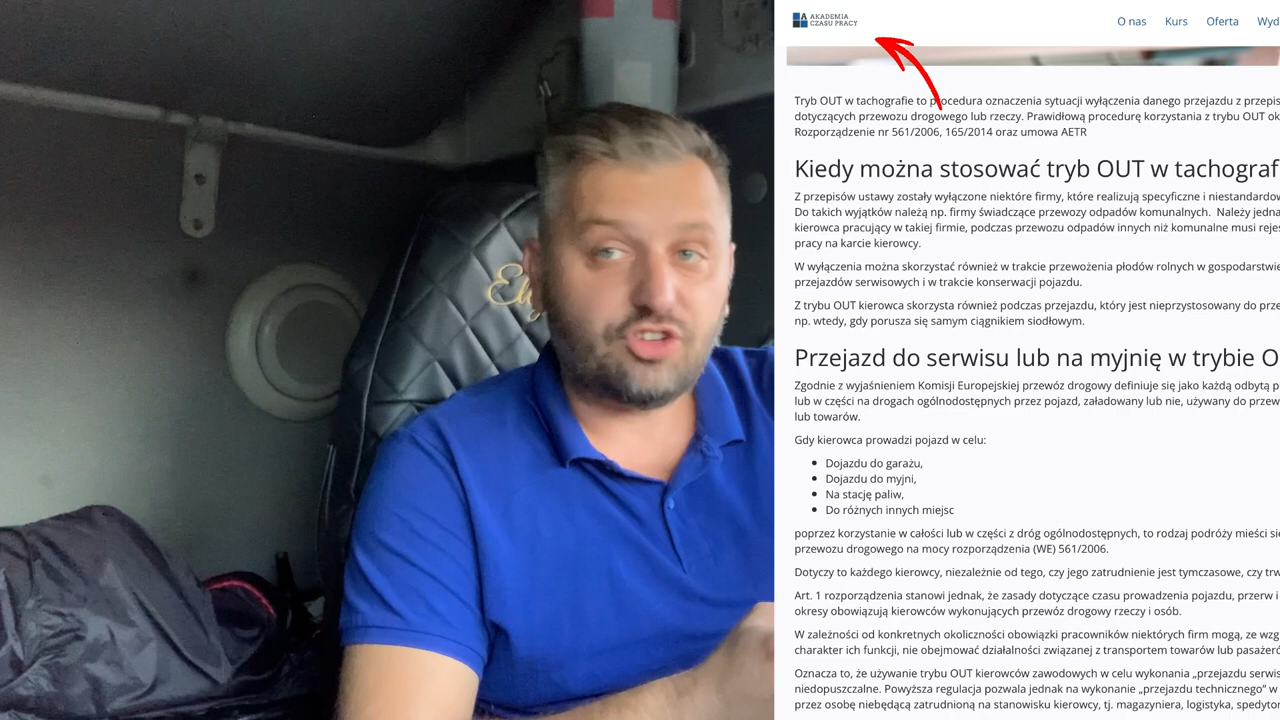 AKADEMIA
CZASU PRACY
O nas Kurs Oferta Wyd
Tryb OUT w tachografie to procedura oznaczenia sytuacji wyłączenia danego przejazdu z przepis
dotyczących przewozu drogowego lub rzeczy. Prawidłową procedurę korzystania z trybu OUT ok
Rozporządzenie nr 561/2006, 165/2014 oraz umowa AETR
Kiedy można stosować tryb OUT w tachograf
Z przepisów ustawy zostały wyłączone niektóre firmy, które realizują specyficzne i niestandardow
Do takich wyjątków należą np. firmy świadczące przewozy odpadów komunalnych. Należy jedna
kierowca pracujący w takiej firmie, podczas przewozu odpadów innych niż komunalne musi rejes
pracy na karcie kierowcy.
W wyłączenia można skorzystać również w trakcie przewożenia płodów rolnych w gospodarstwie
przejazdów serwisowych i w trakcie konserwacji pojazdu.
Z trybu OUT kierowca skorzysta również podczas przejazdu, który jest nieprzystosowany do prze
np. wtedy, gdy porusza się samym ciągnikiem siodłowym.
Przejazd do serwisu lub na myjnię w trybie O
Zgodnie z wyjaśnieniem Komisji Europejskiej przewóz drogowy definiuje się jako każdą odbytą p
lub w części na drogach ogólnodostępnych przez pojazd, załadowany lub nie, używany do przew
lub towarów.
Gdy kierowca prowadzi pojazd w celu:
Dojazdu do garażu,
Dojazdu do myjni,
Na stację paliw,
Do różnych innych miejsc
poprzez korzystanie w całości lub w części z dróg ogólnodostępnych, to rodzaj podróży mieści się
przewozu drogowego na mocy rozporządzenia (WE) 561/2006.
Dotyczy to każdego kierowcy, niezależnie od tego, czy jego zatrudnienie jest tymczasowe, czy trw
Art. 1 rozporządzenia stanowi jednak, że zasady dotyczące czasu prowadzenia pojazdu, przerw i
okresy obowiązują kierowców wykonujących przewóz drogowy rzeczy i osób.
W zależności od konkretnych okoliczności obowiązki pracowników niektórych firm mogą, ze wzg
charakter ich funkcji, nie obejmować działalności związanej z transportem towarów lub pasażeró
Oznacza to, że używanie trybu OUT kierowców zawodowych w celu wykonania „przejazdu serwis
niedopuszczalne. Powyższa regulacja pozwala jednak na wykonanie „przejazdu technicznego” w
przez osobę niebędącą zatrudnioną na stanowisku kierowcy, tj. magazyniera, logistyka, spedytor